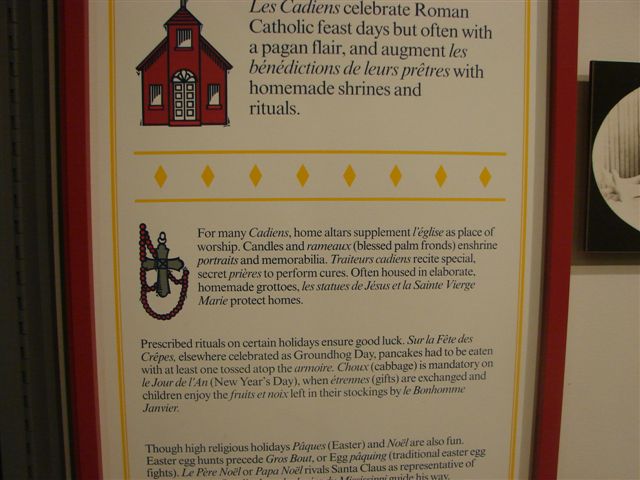 Les Cadiens celebrate Roman
Catholic feast days but often with
a pagan flair, and augment les
bénédictions de leurs prêtres with
homemade shrines and
rituals.
For many Cadiens, home altars supplement l'église as place of
worship. Candles and rameaux (blessed palm fronds) enshrine
portraits and memorabilia. Traiteurs cadiens recite special,
secret prières to perform cures. Often housed in elaborate,
homemade grottoes, les statues de Jésus et la Sainte Vierge
Marie protect homes.
Prescribed rituals on certain holidays ensure good luck. Sur la Fête des
Crêpes, elsewhere celebrated as Groundhog Day, pancakes had to be eaten
with at least one tossed atop the armoire. Choux (cabbage) is mandatory on
le Jour de l'An (New Year's Day), when étrennes (gifts) are exchanged and
children enjoy the fruits et noix left in their stockings by le Bonhomme
Janvier.
Though high religious holidays Pâques (Easter) and Noël are also fun.
Easter egg hunts precede Gros Bout, or Egg pâquing (traditional easter egg
fights). Le Père Noël or Papa Noël rivals Santa Claus as representative of
Mississippi guide his way.